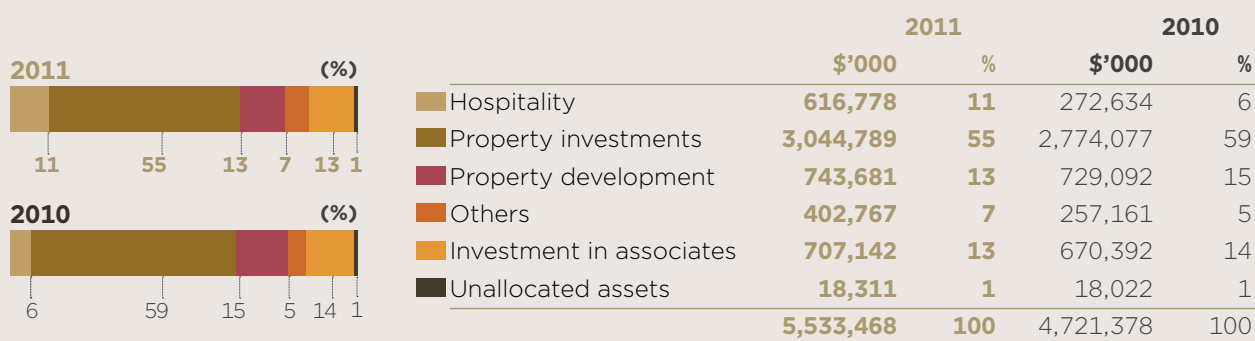 2011 (%)
11 55 13 7 13 1
2010 (%)
6 59 15 5 14 1
2011 2010
$'000 % $'000 %
Hospitality 616,778 11 272,634 6
Property investments 3,044,789 55 2,774,077 59
Property development 743,681 13 729,092 15
Others 402,767 7 257,161 5
Investment in associates 707,142 13 670,392 14
Unallocated assets 18,311 1 18,022 1
5,533,468 100 4,721,378 100